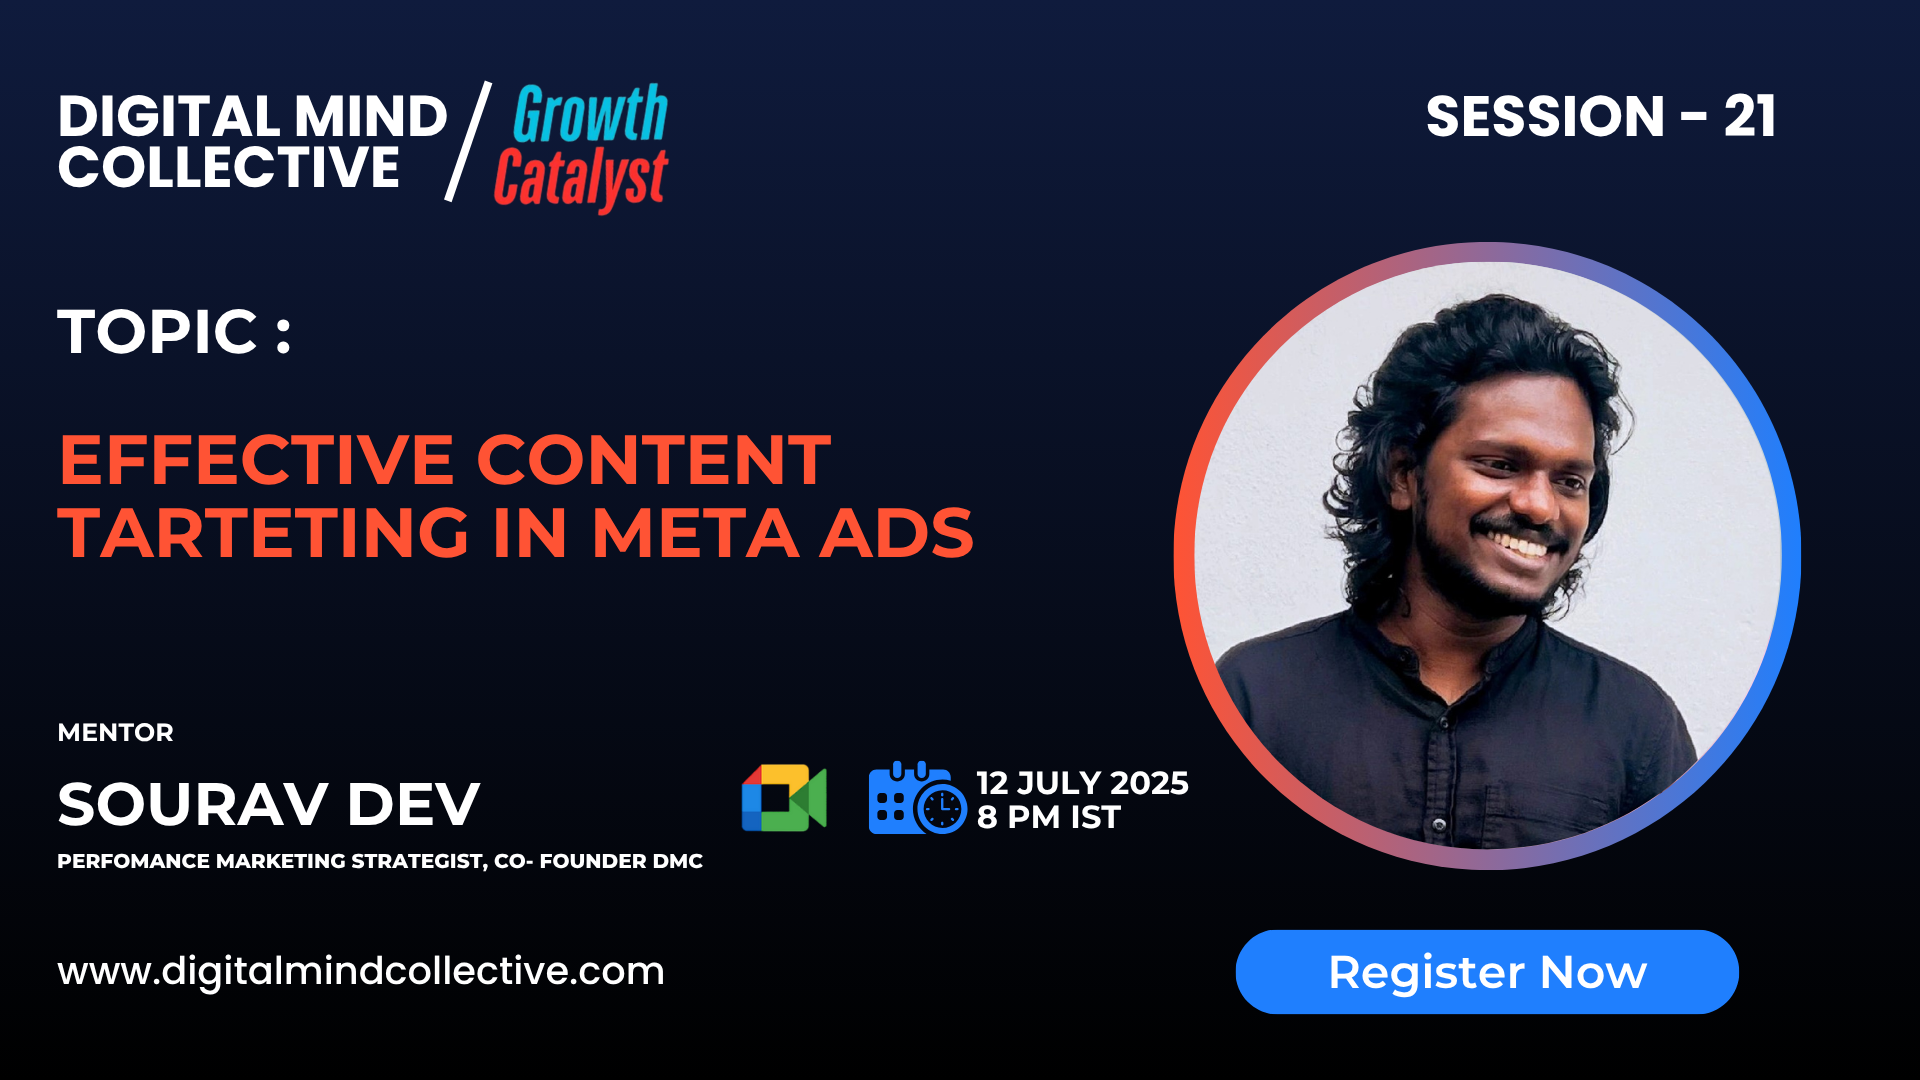 DIGITAL MIND
COLLECTIVE
Growth
Catalyst
SESSION - 21
TOPIC :
EFFECTIVE CONTENT
TARTETING IN META ADS
MENTOR
SOURAV DEV
PERFOMANCE MARKETING STRATEGIST, CO- FOUNDER DMC
12 JULY 2025
8 PM IST
www.digitalmindcollective.com
Register Now